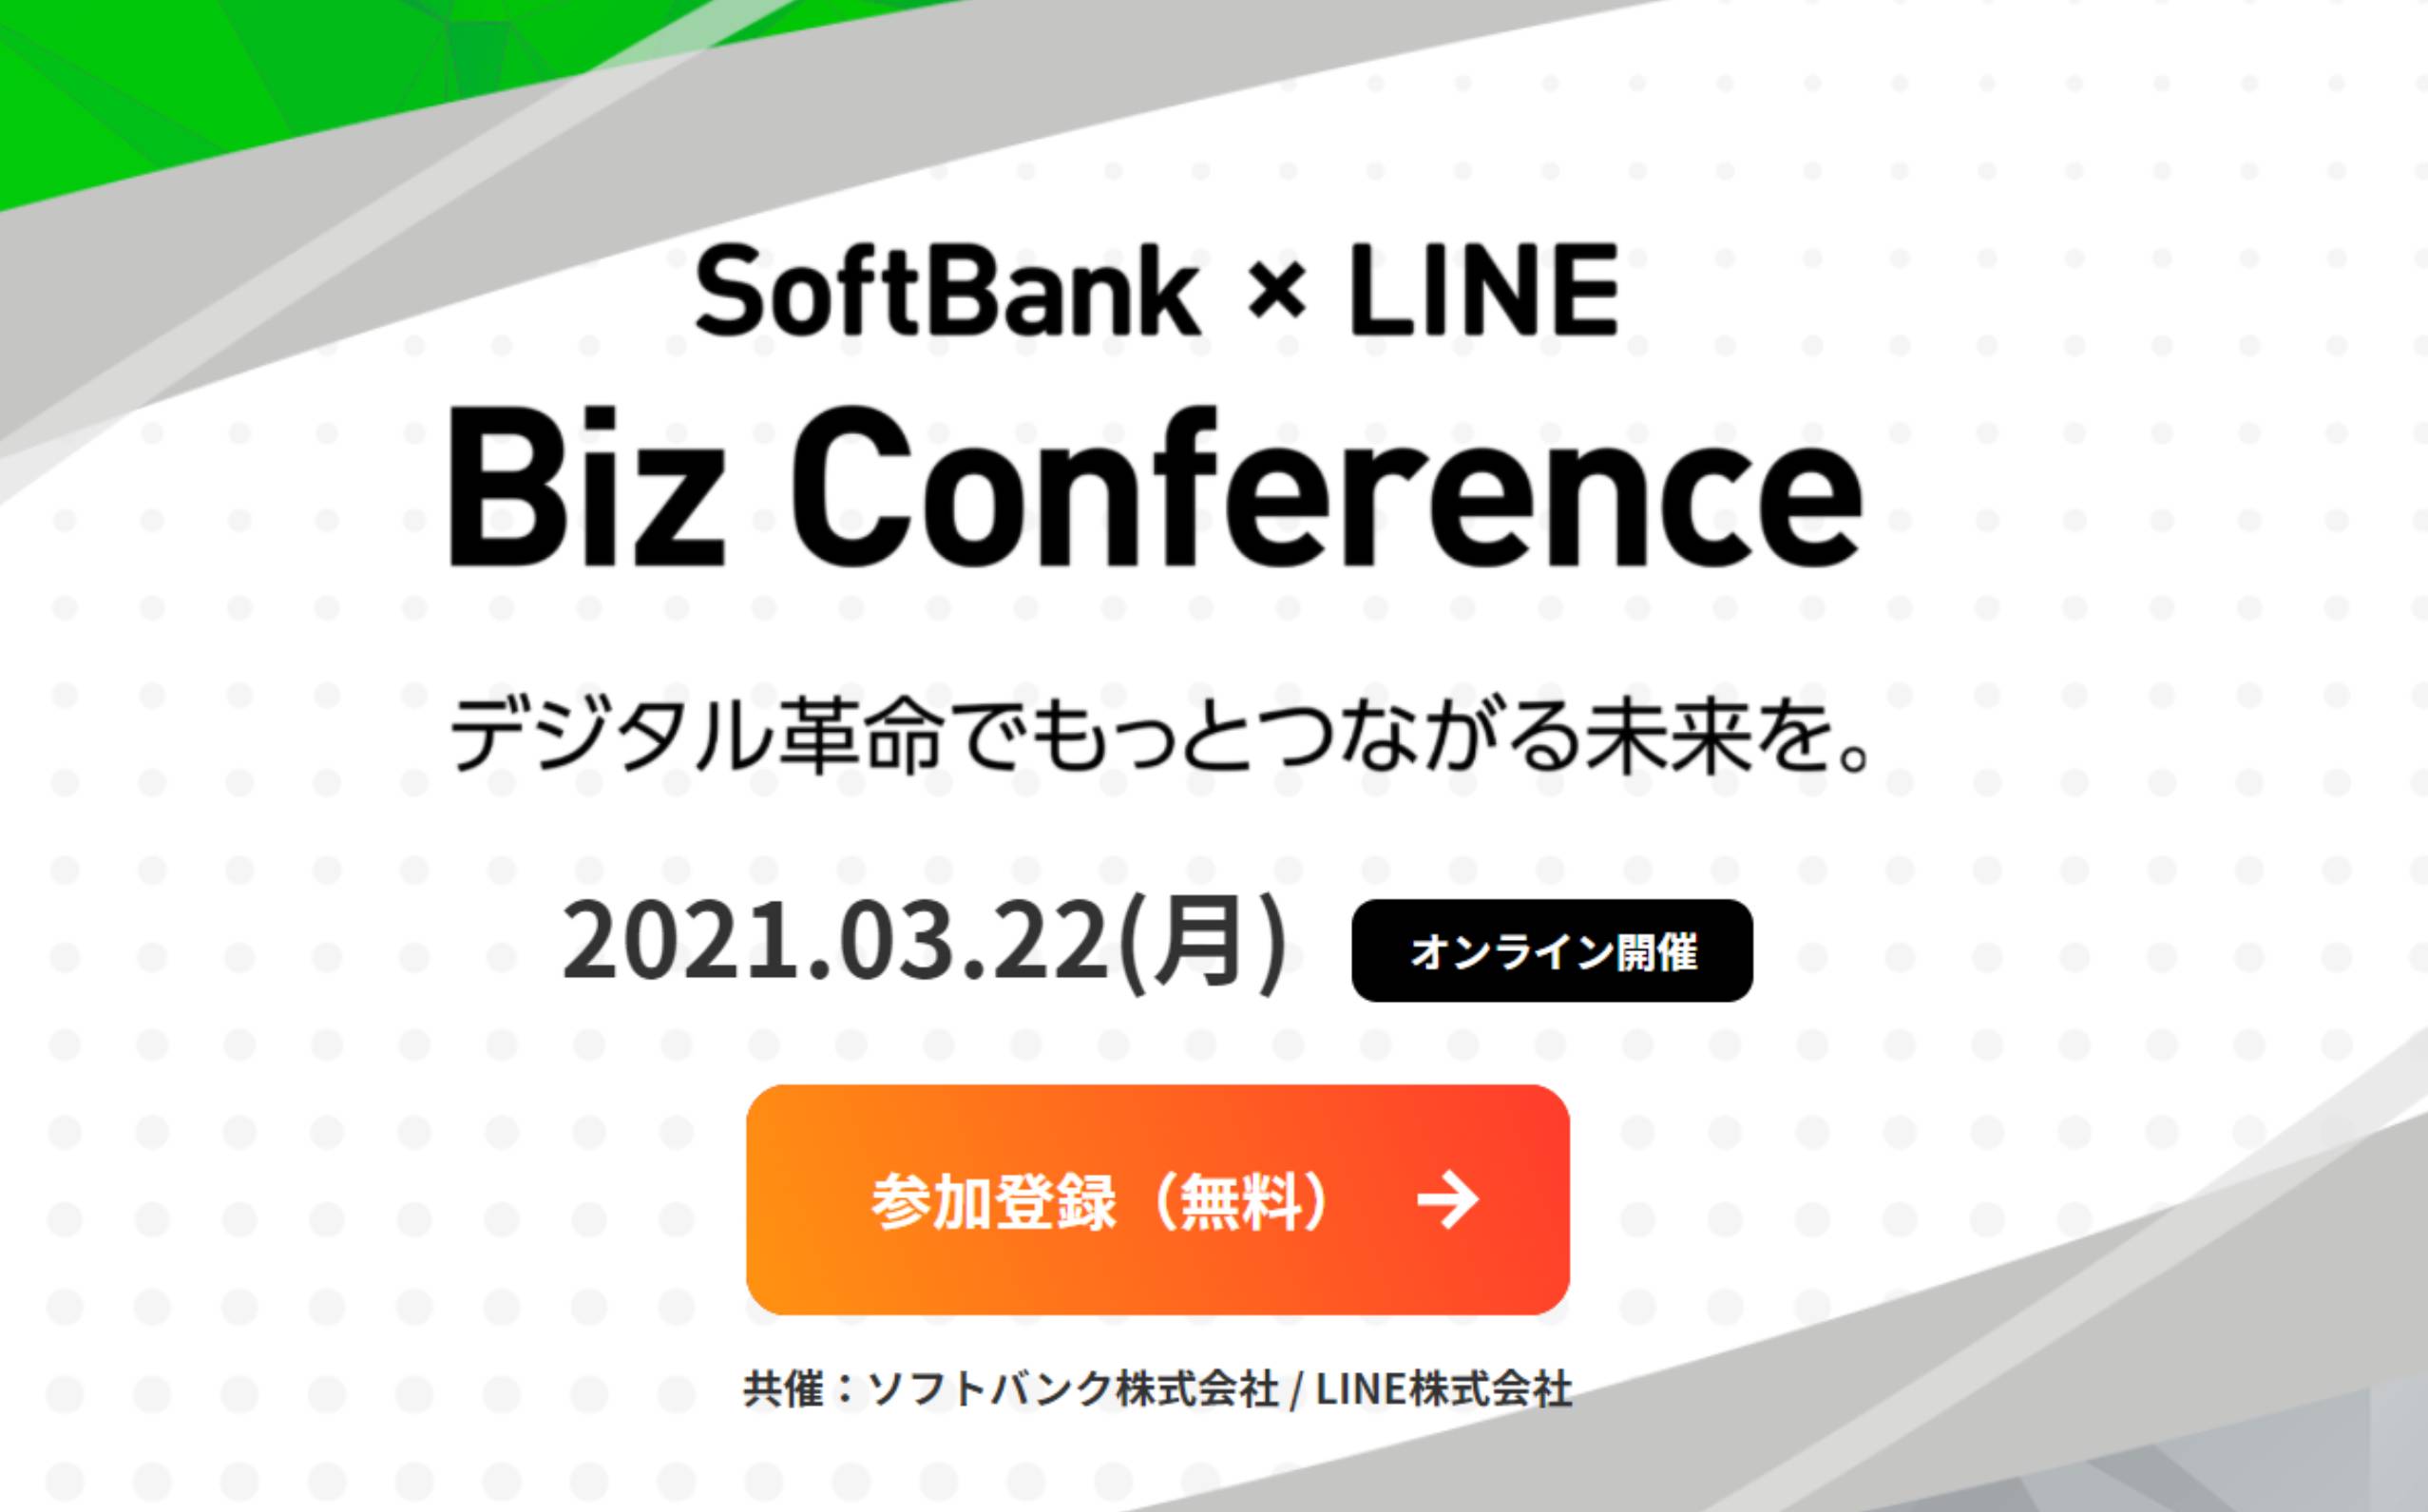 SoftBank × LINE
Biz Conference
デジタル革命でもっとつながる未来を。
2021.03.22(月) オンライン開催
参加登録（無料） →
共催：ソフトバンク株式会社 / LINE株式会社